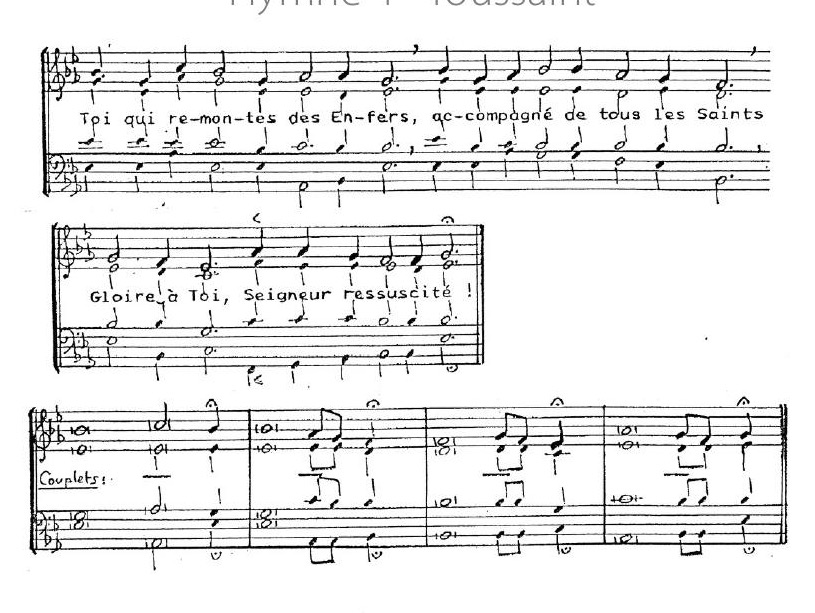 Hymne 4 - Toussaint
Toi qui re-mon-tes des En-fers, ac-compagné de tous les Saints
Gloire à Toi, Seigneur ressuscité !
Couplets: